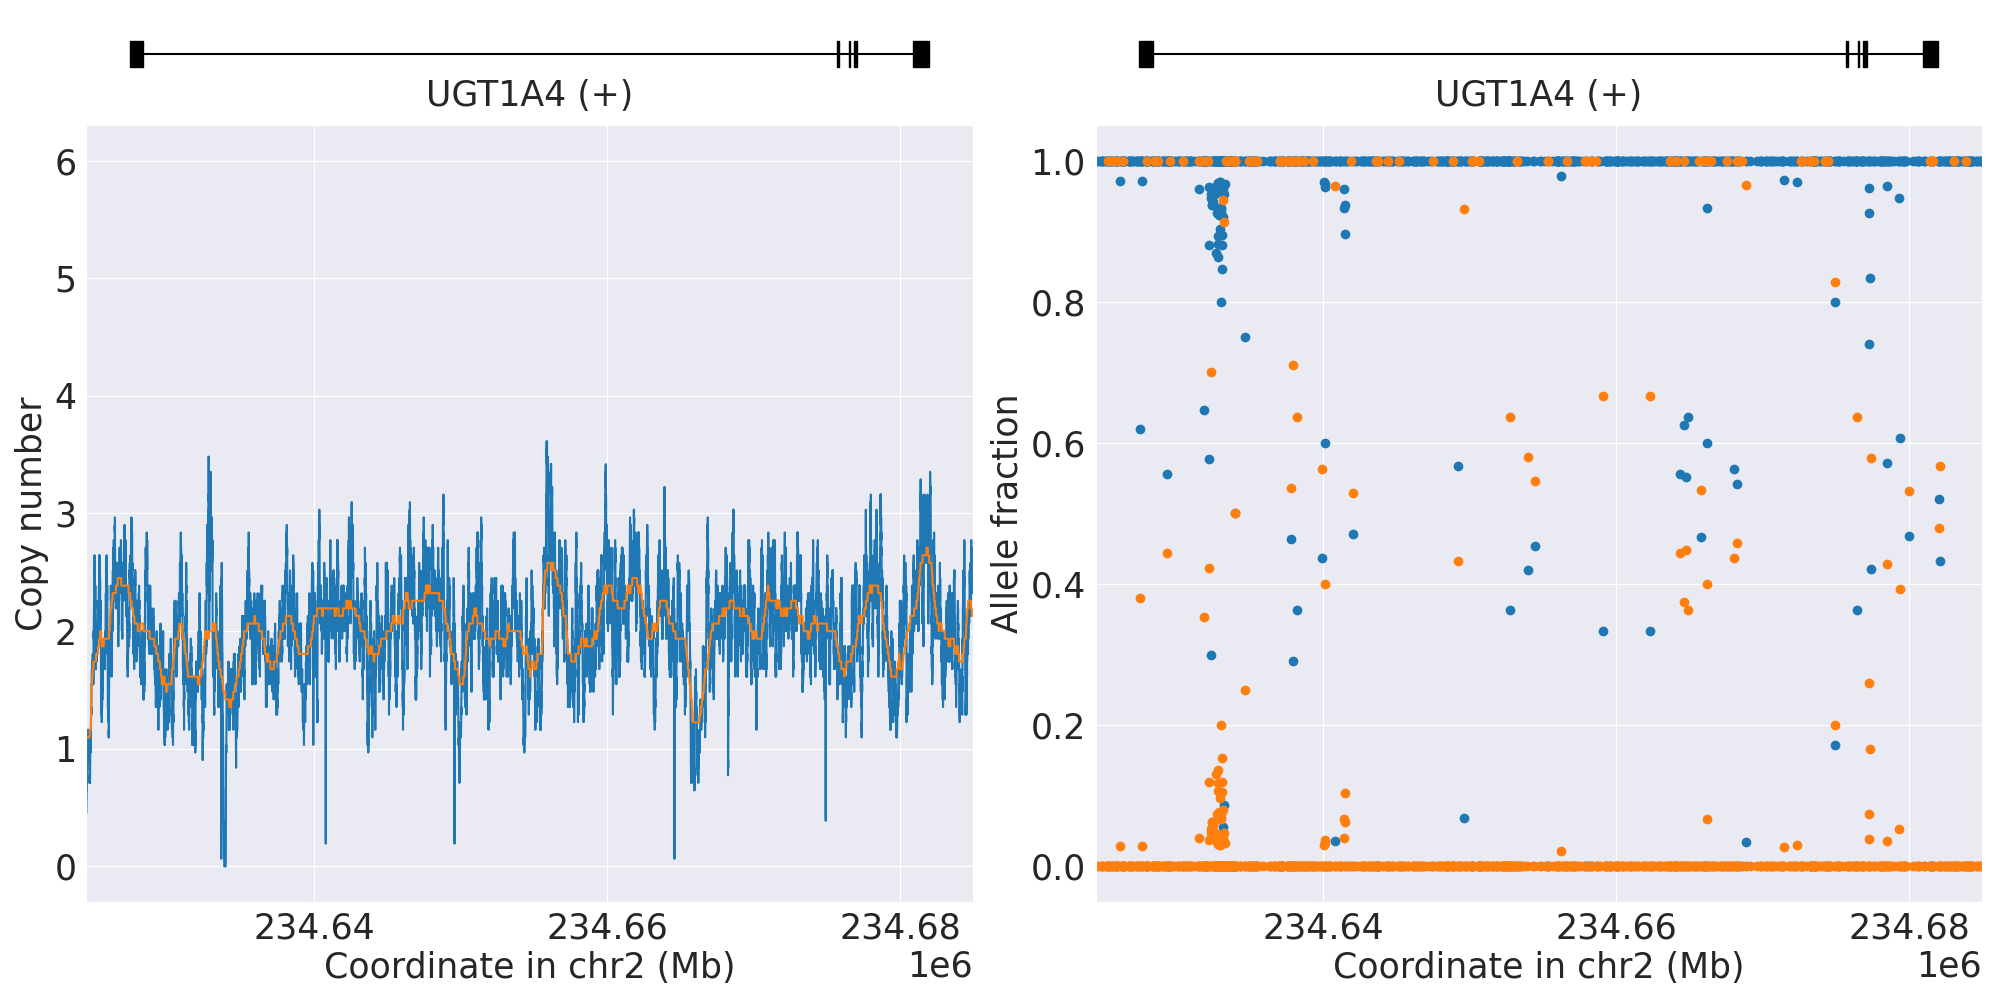 UGT1A4 (+)
6
5
4
3
2
1
0
Copy number
234.64 234.66 234.68
Coordinate in chr2 (Mb)
1e6
UGT1A4 (+)
1.0
0.8
0.6
0.4
0.2
0.0
Allele fraction
234.64 234.66 234.68
Coordinate in chr2 (Mb)
1e6